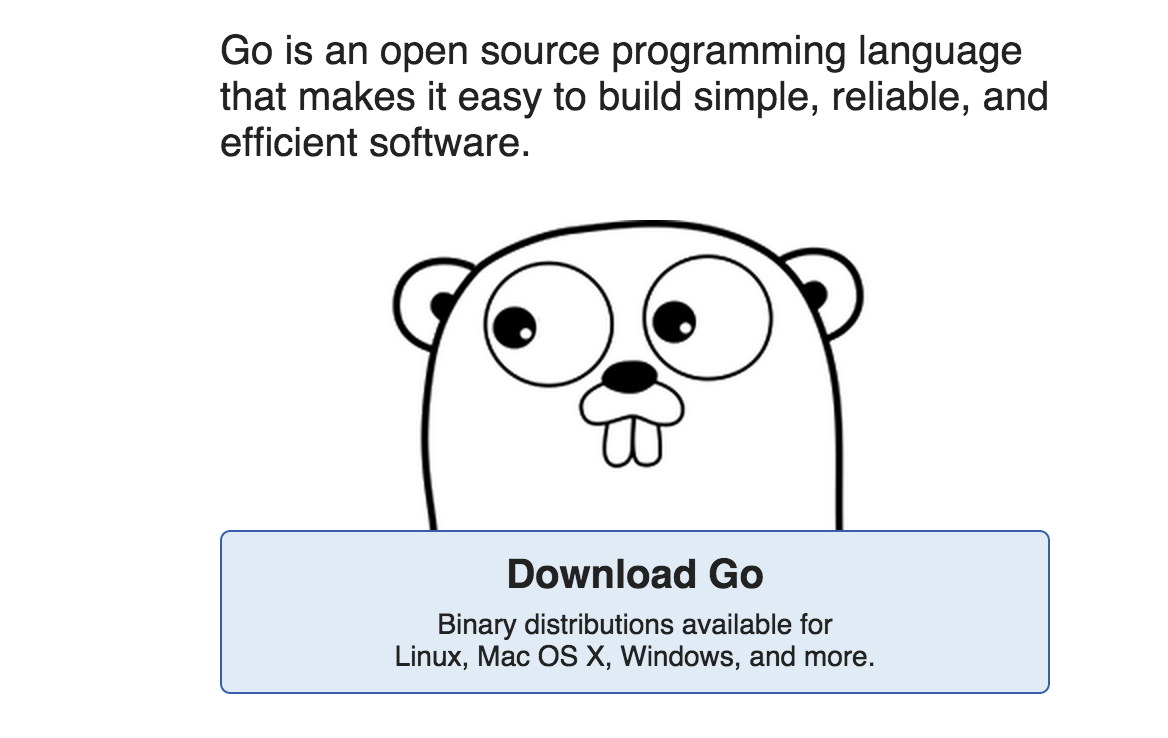 Go is an open source programming language
that makes it easy to build simple, reliable, and
efficient software.
Download Go
Binary distributions available for
Linux, Mac OS X, Windows, and more.